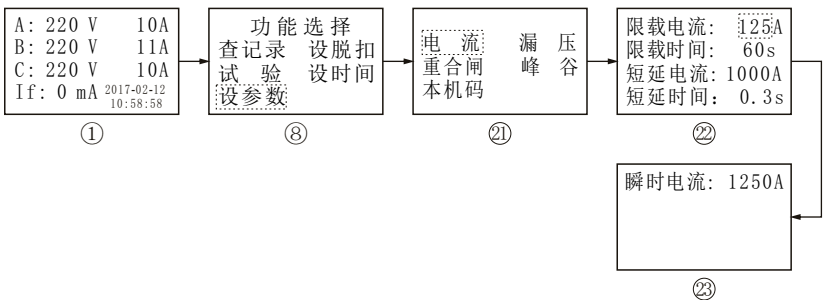 A: 220 V 10A
B: 220 V 11A
C: 220 V 10A
If: 0 mA 2017-02-12
10:58:58
①
功能选择
查记录 设脱扣
试 验 设时间
设参数
⑧
电 流 漏 压
重合闸 峰 谷
本机码
㉑
限载电流: 125A
限载时间: 60s
短延电流: 1000A
短延时间: 0.3s
㉒
瞬时电流: 1250A
㉓